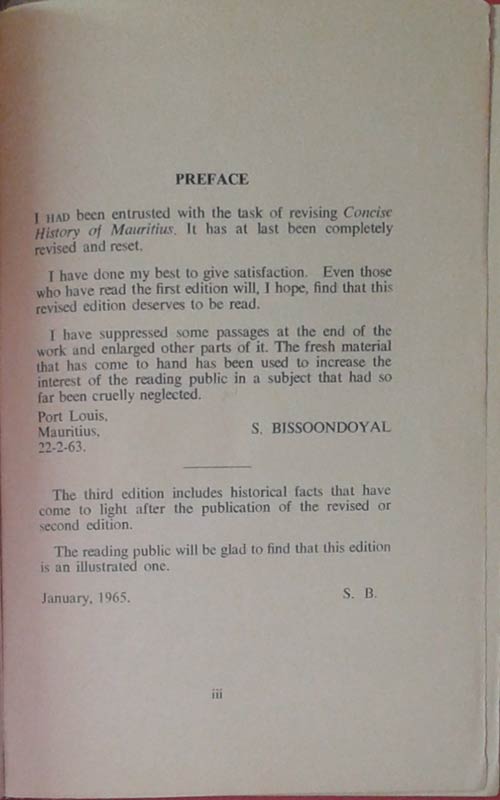 PREFACE
I HAD been entrusted with the task of revising Concise
History of Mauritius. It has at last been completely
revised and reset.
I have done my best to give satisfaction. Even those
who have read the first edition will, I hope, find that this
revised edition deserves to be read.
I have suppressed some passages at the end of the
work and enlarged other parts of it. The fresh material
that has come to hand has been used to increase the
interest of the reading public in a subject that had so
far been cruelly neglected.
Port Louis,
Mauritius,
S. BISSOONDOYAL
22-2-63.
The third edition includes historical facts that have
come to light after the publication of the revised or
second edition.
The reading public will be glad to find that this edition
is an illustrated one.
January, 1965.
S. B.
iii